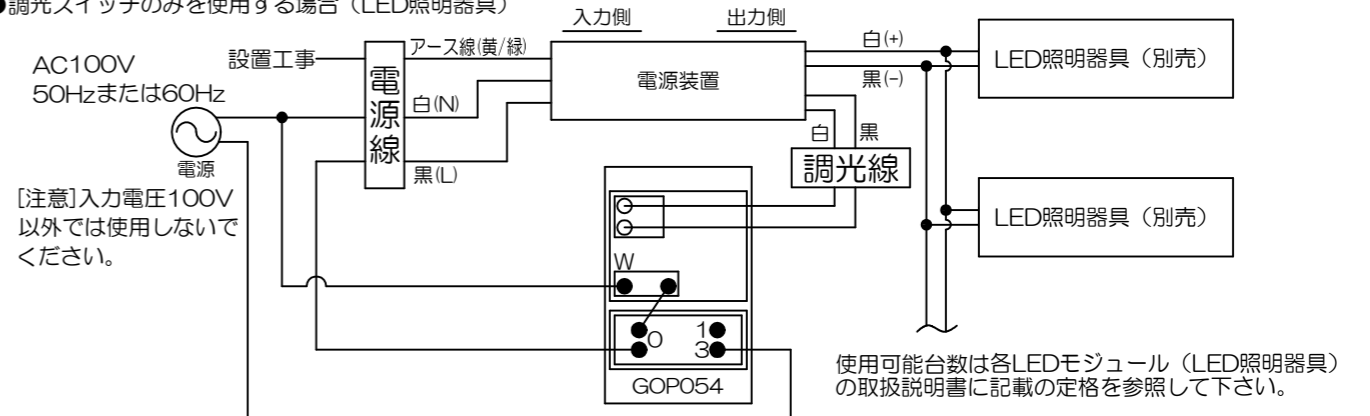 ●調光スイッチのみを使用する場合（LED照明器具）
入力側
出力側
AC100V
50Hzまたは60Hz
設置工事
アース線(黄/緑)
電源線
白(N)
黒(L)
電源装置
白(+)
黒(-)
LED照明器具（別売）
電源
白
黒
調光線
[注意]入力電圧100V
以外では使用しないで
ください。
LED照明器具（別売）
W
0
1
3
GOP054
使用可能台数は各LEDモジュール（LED照明器具）
の取扱説明書に記載の定格を参照して下さい。